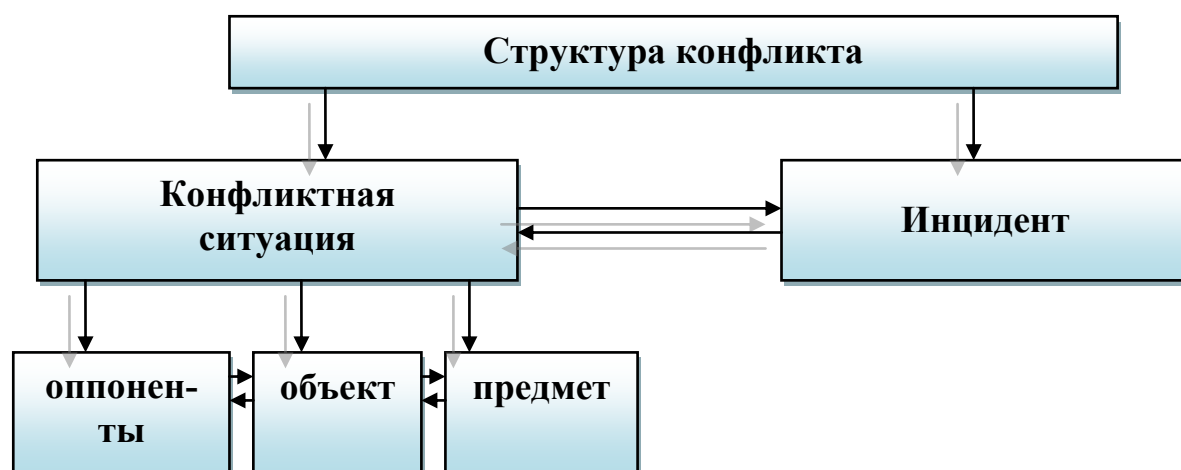 Структура конфликта
Конфликтная
ситуация
Инцидент
оппонен-
ты
объект
предмет